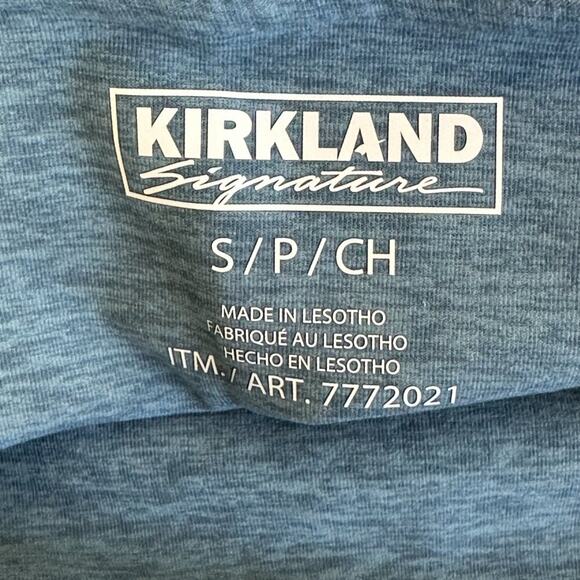 KIRKLAND
Signature
S / P / CH
MADE IN LESOTHO
FABRIQUÉ AU LESOTHO
HECHO EN LESOTHO
ITM. / ART. 7772021